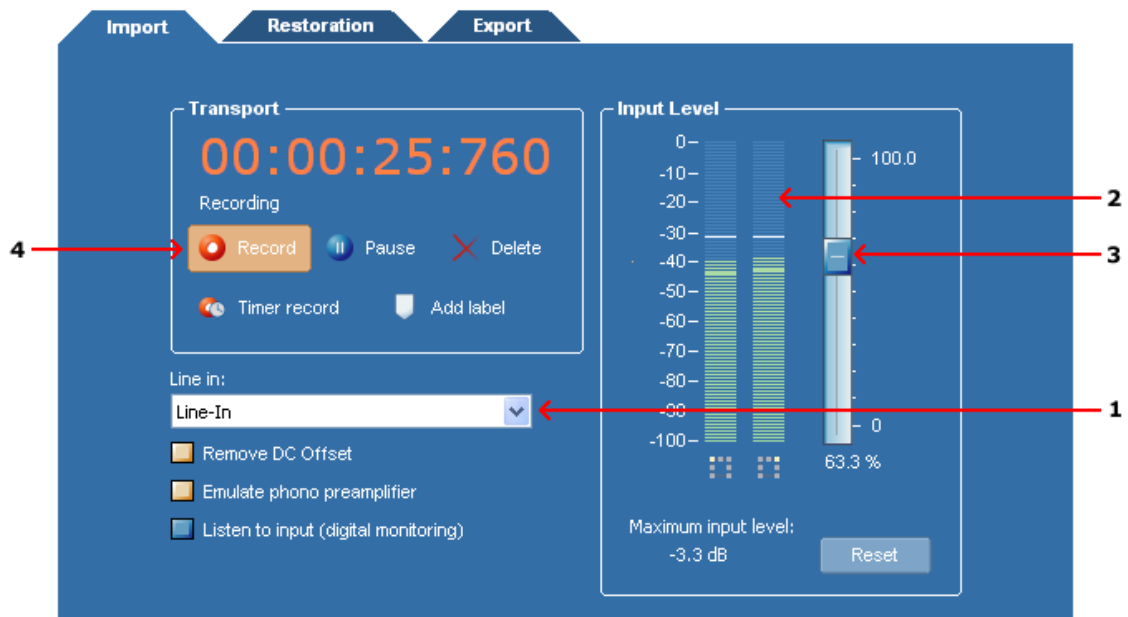 Import Restoration Export
Transport
00:00:25:760
Recording
Record Pause Delete
Timer record Add label
Line in:
Line-In
Remove DC Offset
Emulate phono preamplifier
Listen to input (digital monitoring)
Input Level
0
-10
-20
-30
-40
-50
-60
-70
-80
-90
-100
100.0
0
63.3 %
Maximum input level:
-3.3 dB
Reset
4
2
3
1